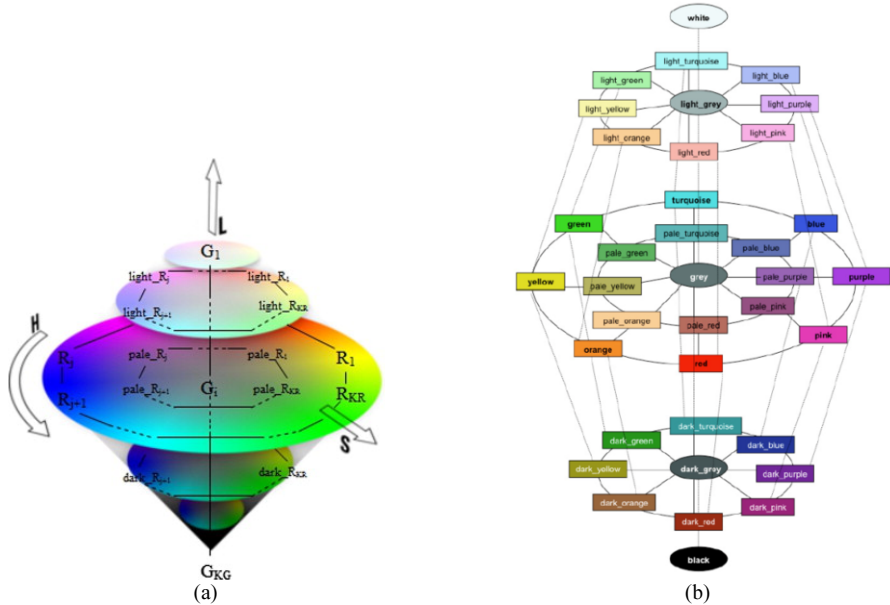 L
G1
light_Rj
light_R1
light_Rj+1
light_RKR
H
Rj
pale_Rj
pale_R1
R1
Rj+1
pale_Rj+1
Gi
pale_RKR
RKR
S
dark_Rj+1
dark_RKR
GKG
(a)
white
light_turquoise
light_green
light_blue
light_yellow
light_grey
light_purple
light_orange
light_pink
light_red
turquoise
green
blue
pale_turquoise
pale_green
pale_blue
yellow
pale_yellow
grey
pale_purple
purple
pale_orange
pale_red
pale_pink
orange
pink
red
dark_turquoise
dark_green
dark_blue
dark_yellow
dark_grey
dark_purple
dark_orange
dark_pink
dark_red
black
(b)